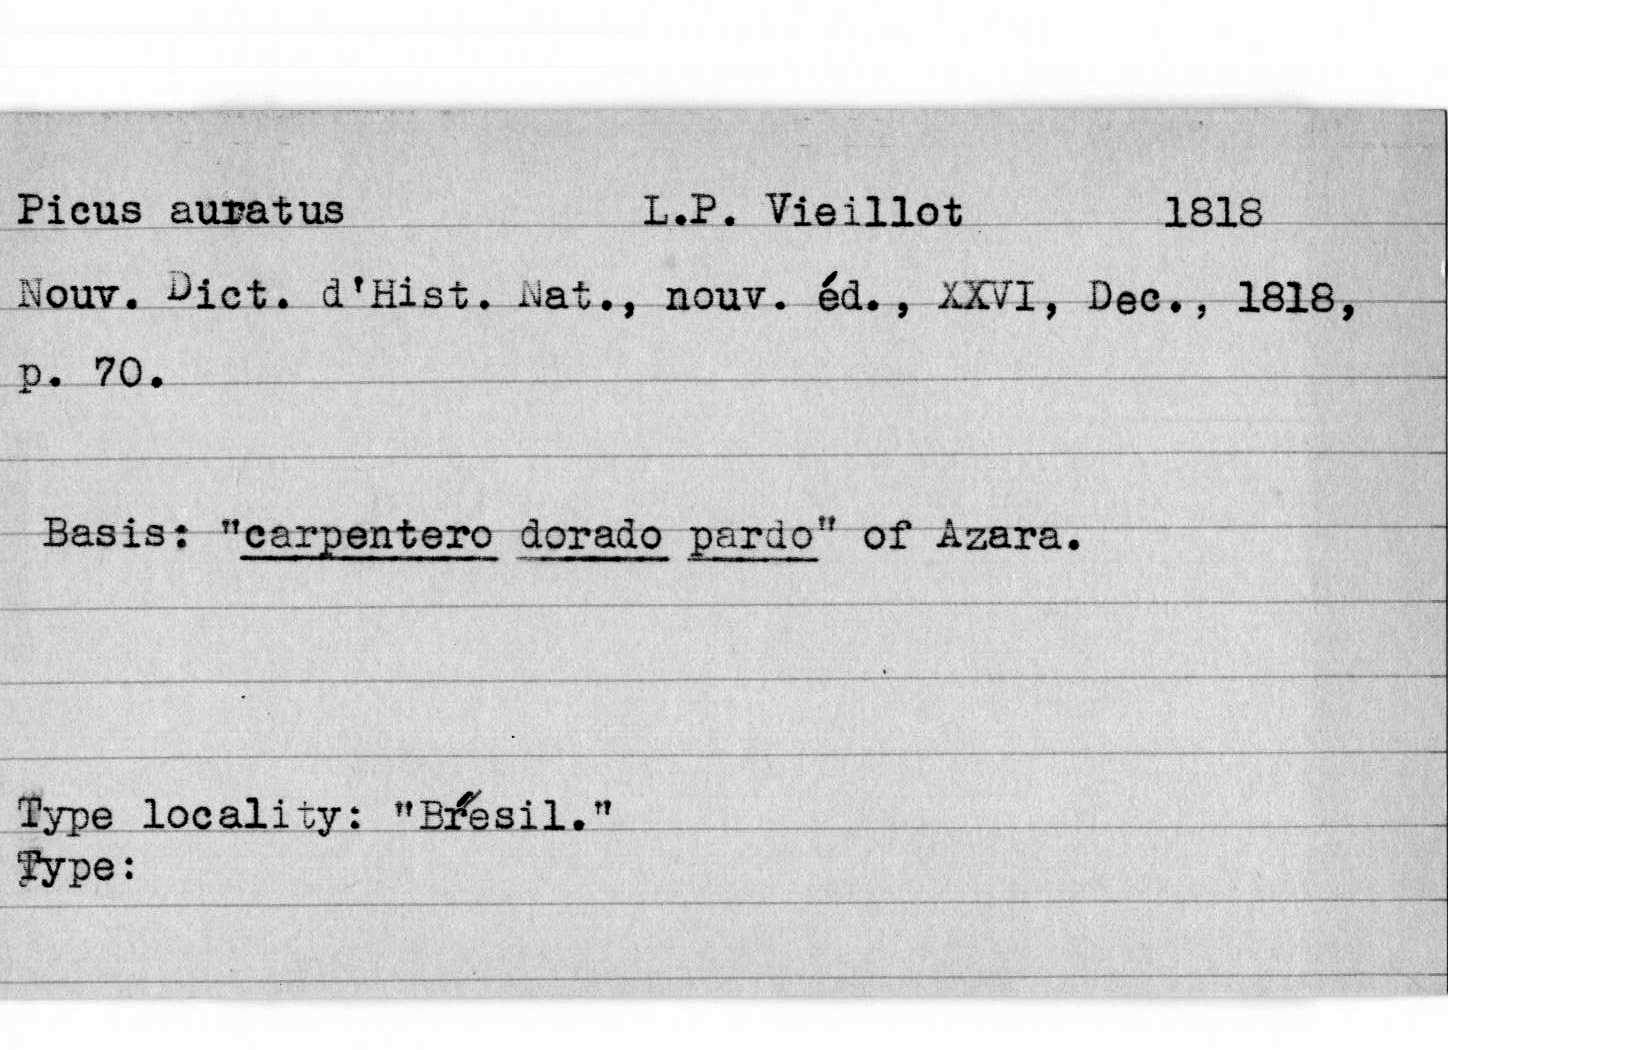 Picus auratus L.P. Vieillot 1818
Nouv. Dict. d'Hist. Nat., nouv. éd., XXVI, Dec., 1818,
p. 70.
Basis: "carpentero dorado pardo" of Azara.
Type locality: "Brésil."
Type: